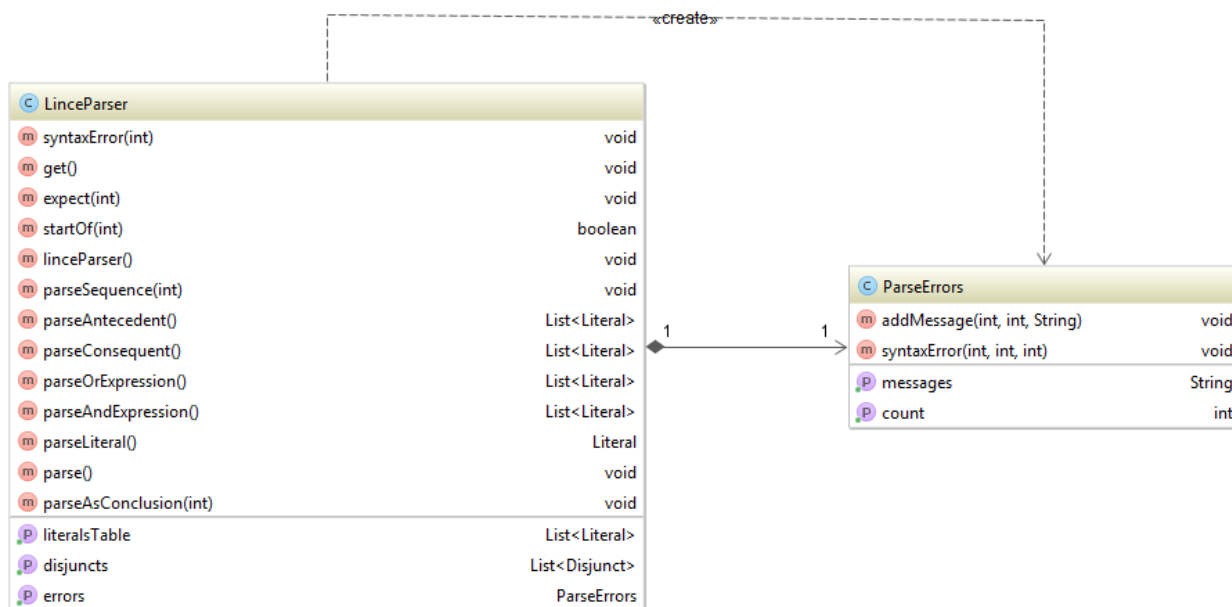 «create»
C LinceParser
m syntaxError(int) void
m get() void
m expect(int) void
m startOf(int) boolean
m linceParser() void
m parseSequence(int) void
m parseAntecedent() List<Literal>
m parseConsequent() List<Literal>
m parseOrExpression() List<Literal>
m parseAndExpression() List<Literal>
m parseLiteral() Literal
m parse() void
m parseAsConclusion(int) void
P literalsTable List<Literal>
P disjuncts List<Disjunct>
P errors ParseErrors
1 1
C ParseErrors
m addMessage(int, int, String) void
m syntaxError(int, int, int) void
P messages String
P count int